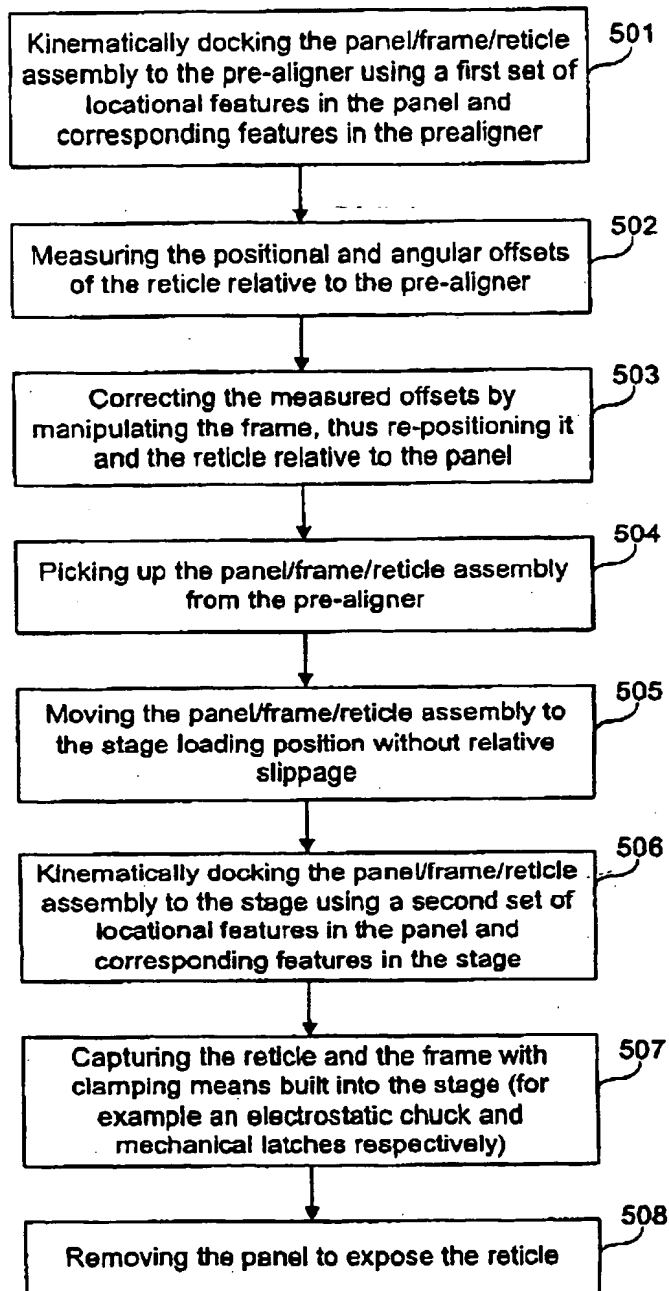 Kinematically docking the panel/frame/reticle
assembly to the pre-aligner using a first set of
locational features in the panel and
corresponding features in the prealigner
501
Measuring the positional and angular offsets
of the reticle relative to the pre-aligner
502
Correcting the measured offsets by
manipulating the frame, thus re-positioning it
and the reticle relative to the panel
503
Picking up the panel/frame/reticle assembly
from the pre-aligner
504
Moving the panel/frame/reticle assembly to
the stage loading position without relative
slippage
505
Kinematically docking the panel/frame/reticle
assembly to the stage using a second set of
locational features in the panel and
corresponding features in the stage
506
Capturing the reticle and the frame with
clamping means built into the stage (for
example an electrostatic chuck and
mechanical latches respectively)
507
Removing the panel to expose the reticle
508